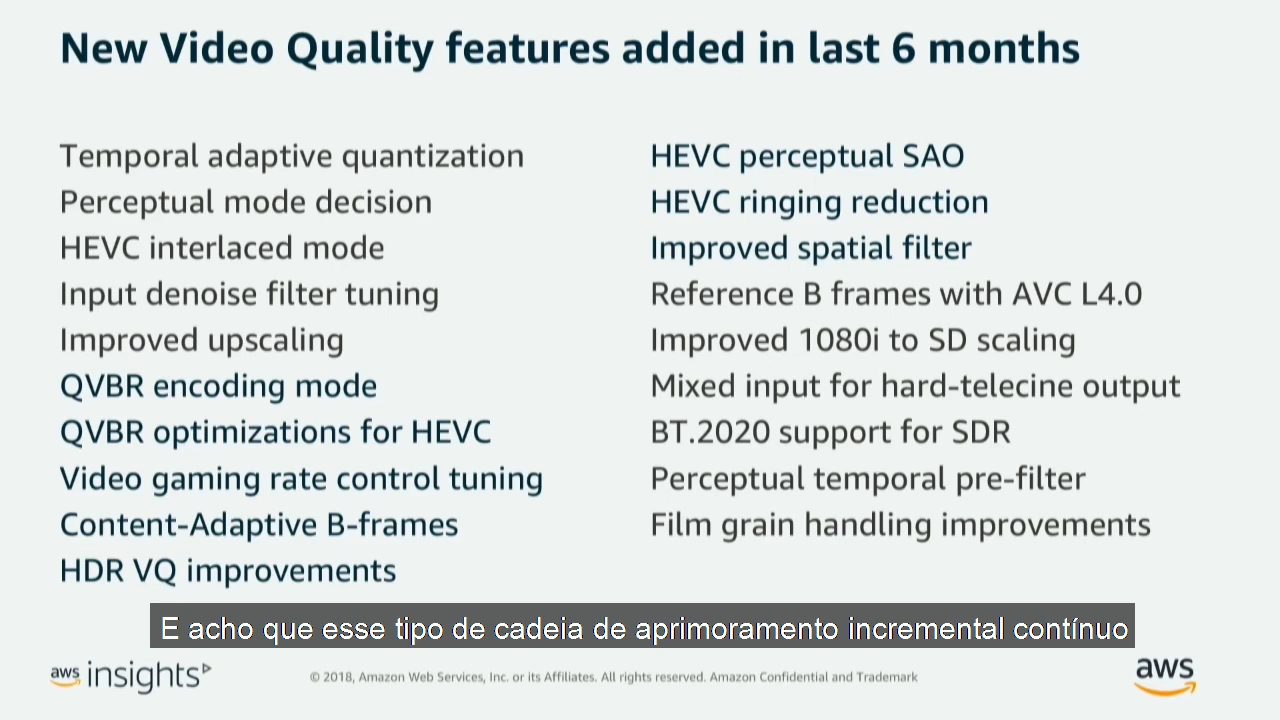 New Video Quality features added in last 6 months
Temporal adaptive quantization
Perceptual mode decision
HEVC interlaced mode
Input denoise filter tuning
Improved upscaling
QVBR encoding mode
QVBR optimizations for HEVC
Video gaming rate control tuning
Content-Adaptive B-frames
HDR VQ improvements
HEVC perceptual SAO
HEVC ringing reduction
Improved spatial filter
Reference B frames with AVC L4.0
Improved 1080i to SD scaling
Mixed input for hard-telecine output
BT.2020 support for SDR
Perceptual temporal pre-filter
Film grain handling improvements
E acho que esse tipo de cadeia de aprimoramento incremental contínuo
aws insights
© 2018, Amazon Web Services, Inc. or its Affiliates. All rights reserved. Amazon Confidential and Trademark
aws